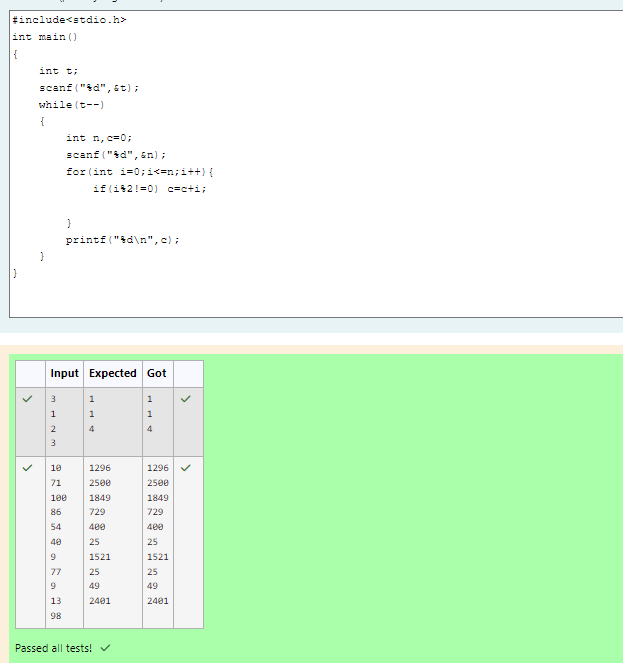 #include<stdio.h>
int main()
{
    int t;
    scanf("%d",&t);
    while(t--)
    {
        int n,c=0;
        scanf("%d",&n);
        for(int i=0;i<=n;i++){
            if(i%2!=0) c=c+i;

        }
        printf("%d\n",c);
    }
}
Input Expected Got
3 1 1
1 1 1
2 4 4
3
10 1296 1296
71 2500 2500
100 1849 1849
86 729 729
54 400 400
40 25 25
9 1521 1521
77 25 25
9 49 49
13 2401 2401
98
Passed all tests!